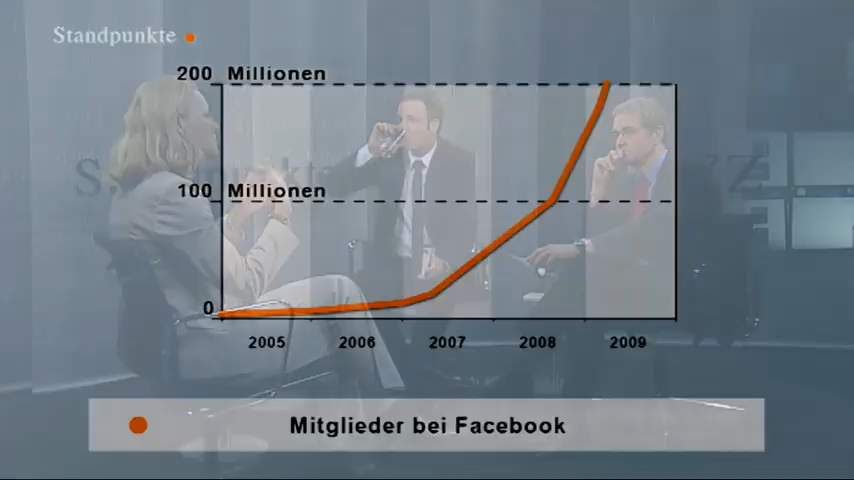 Standpunkte
200 Millionen
100 Millionen
0
2005 2006 2007 2008 2009
Mitglieder bei Facebook